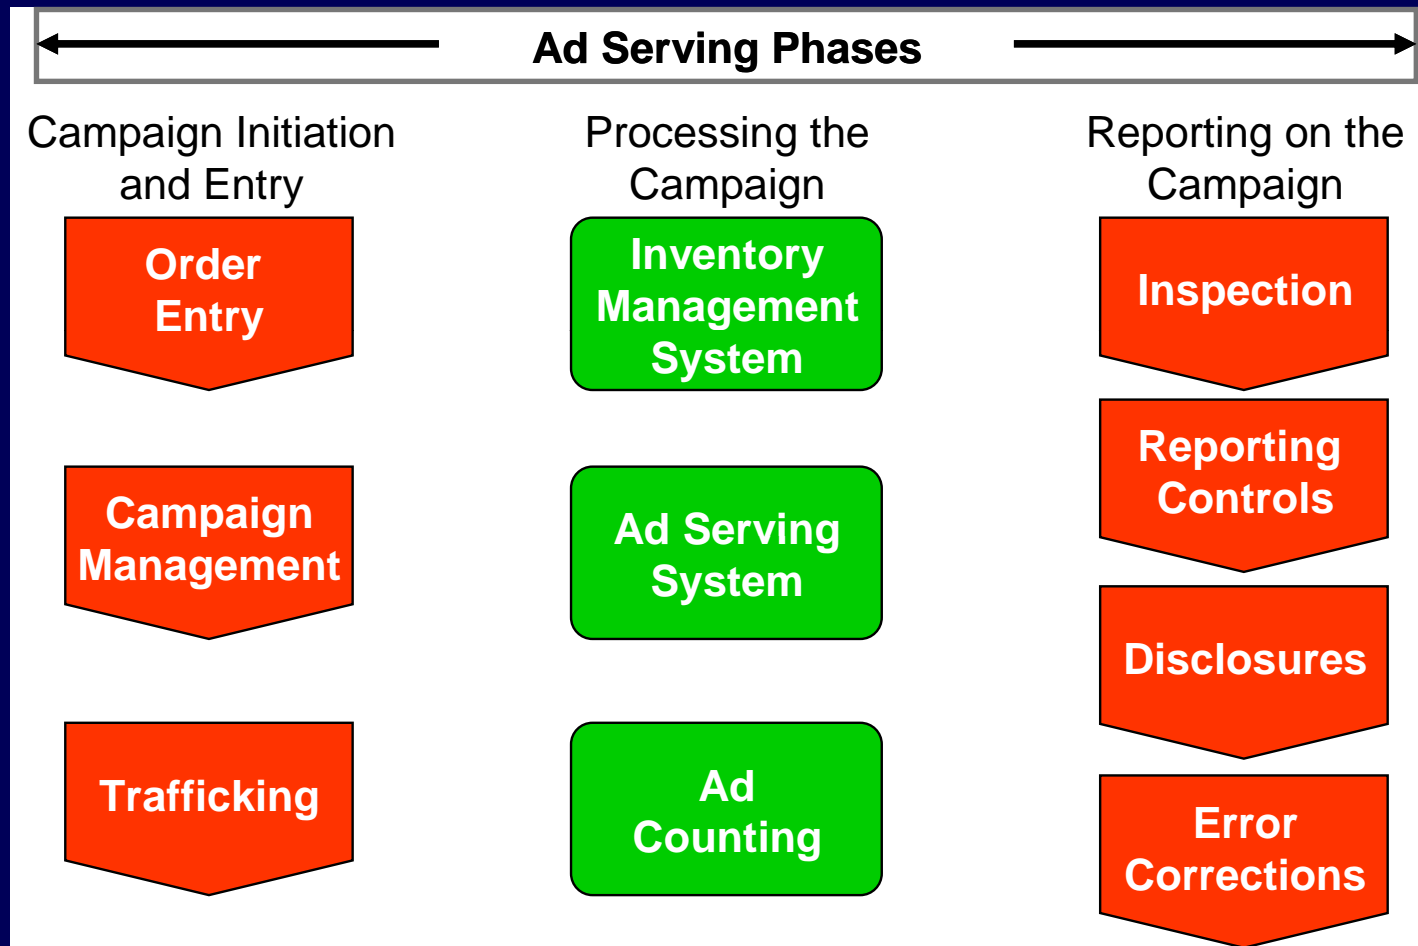 Ad Serving Phases
Campaign Initiation
and Entry
Order
Entry
Campaign
Management
Trafficking
Processing the
Campaign
Inventory
Management
System
Ad Serving
System
Ad
Counting
Reporting on the
Campaign
Inspection
Reporting
Controls
Disclosures
Error
Corrections